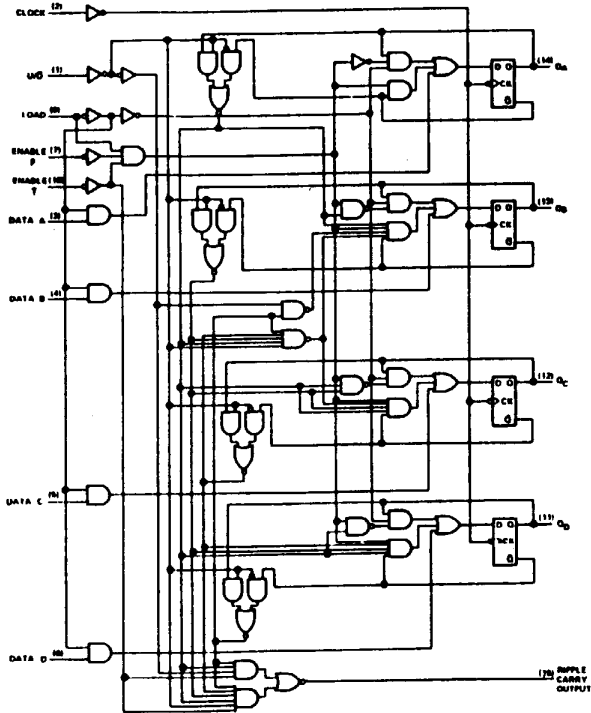 CLOCK (2)
U/D (1)
LOAD (9)
ENABLE P (7)
ENABLE T (10)
DATA A (3)
DATA B (4)
DATA C (5)
DATA D (6)
D Q
CK
Q
(14) QA
D Q
CK
Q
(13) QB
D Q
CK
Q
(12) QC
D Q
CK
Q
(11) QD
RIPPLE
CARRY
OUTPUT